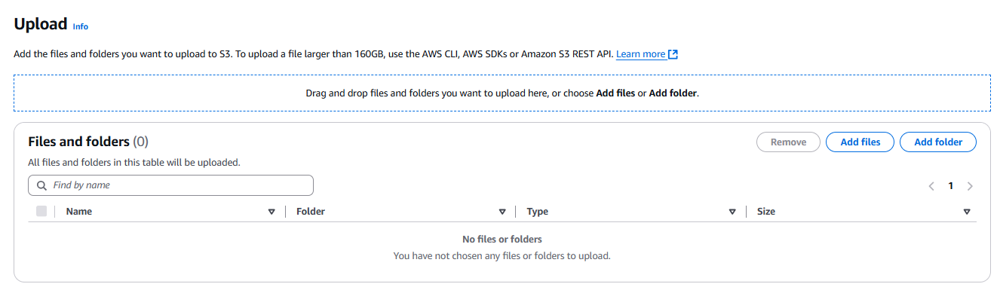 Upload Info
Add the files and folders you want to upload to S3. To upload a file larger than 160GB, use the AWS CLI, AWS SDKs or Amazon S3 REST API. Learn more
Drag and drop files and folders you want to upload here, or choose Add files or Add folder.
Files and folders (0)
Remove Add files Add folder
All files and folders in this table will be uploaded.
Find by name
1
Name Folder Type Size
No files or folders
You have not chosen any files or folders to upload.